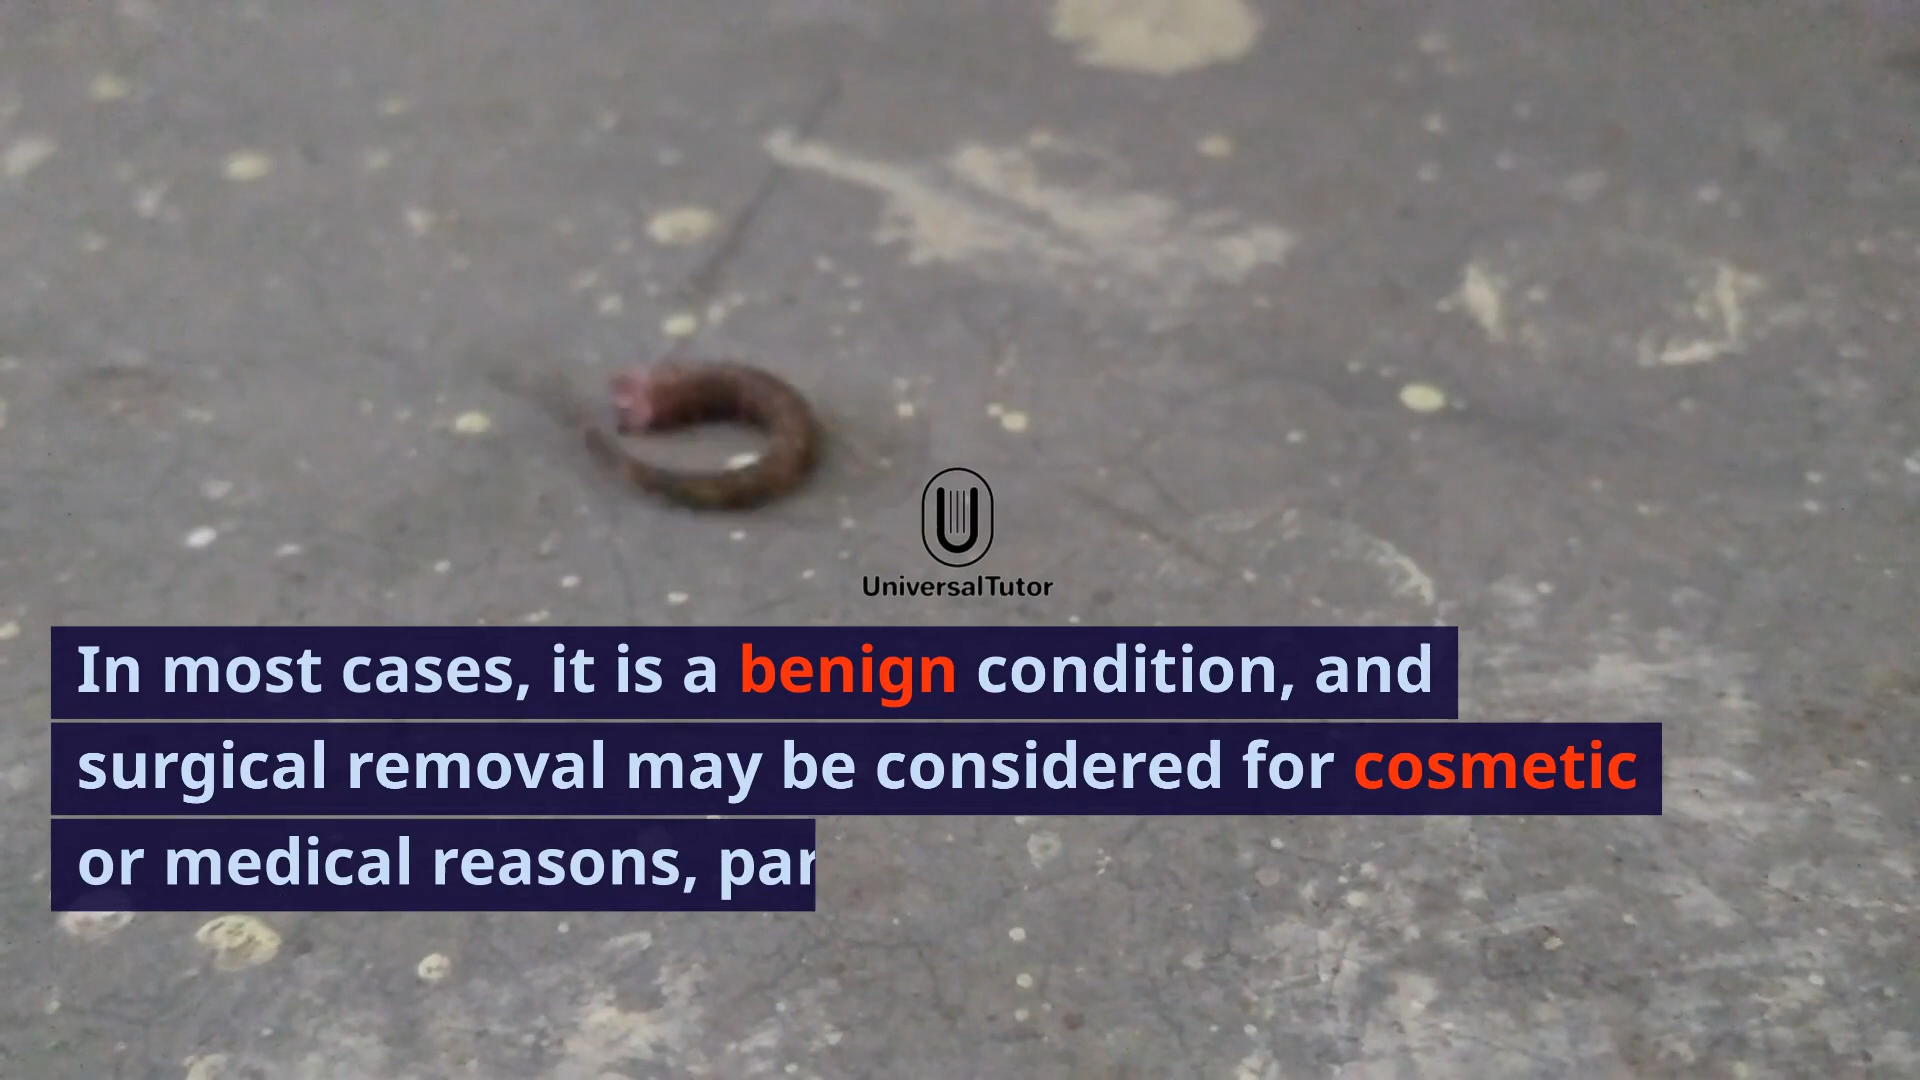 UniversalTutor
In most cases, it is a benign condition, and
surgical removal may be considered for cosmetic
or medical reasons, par